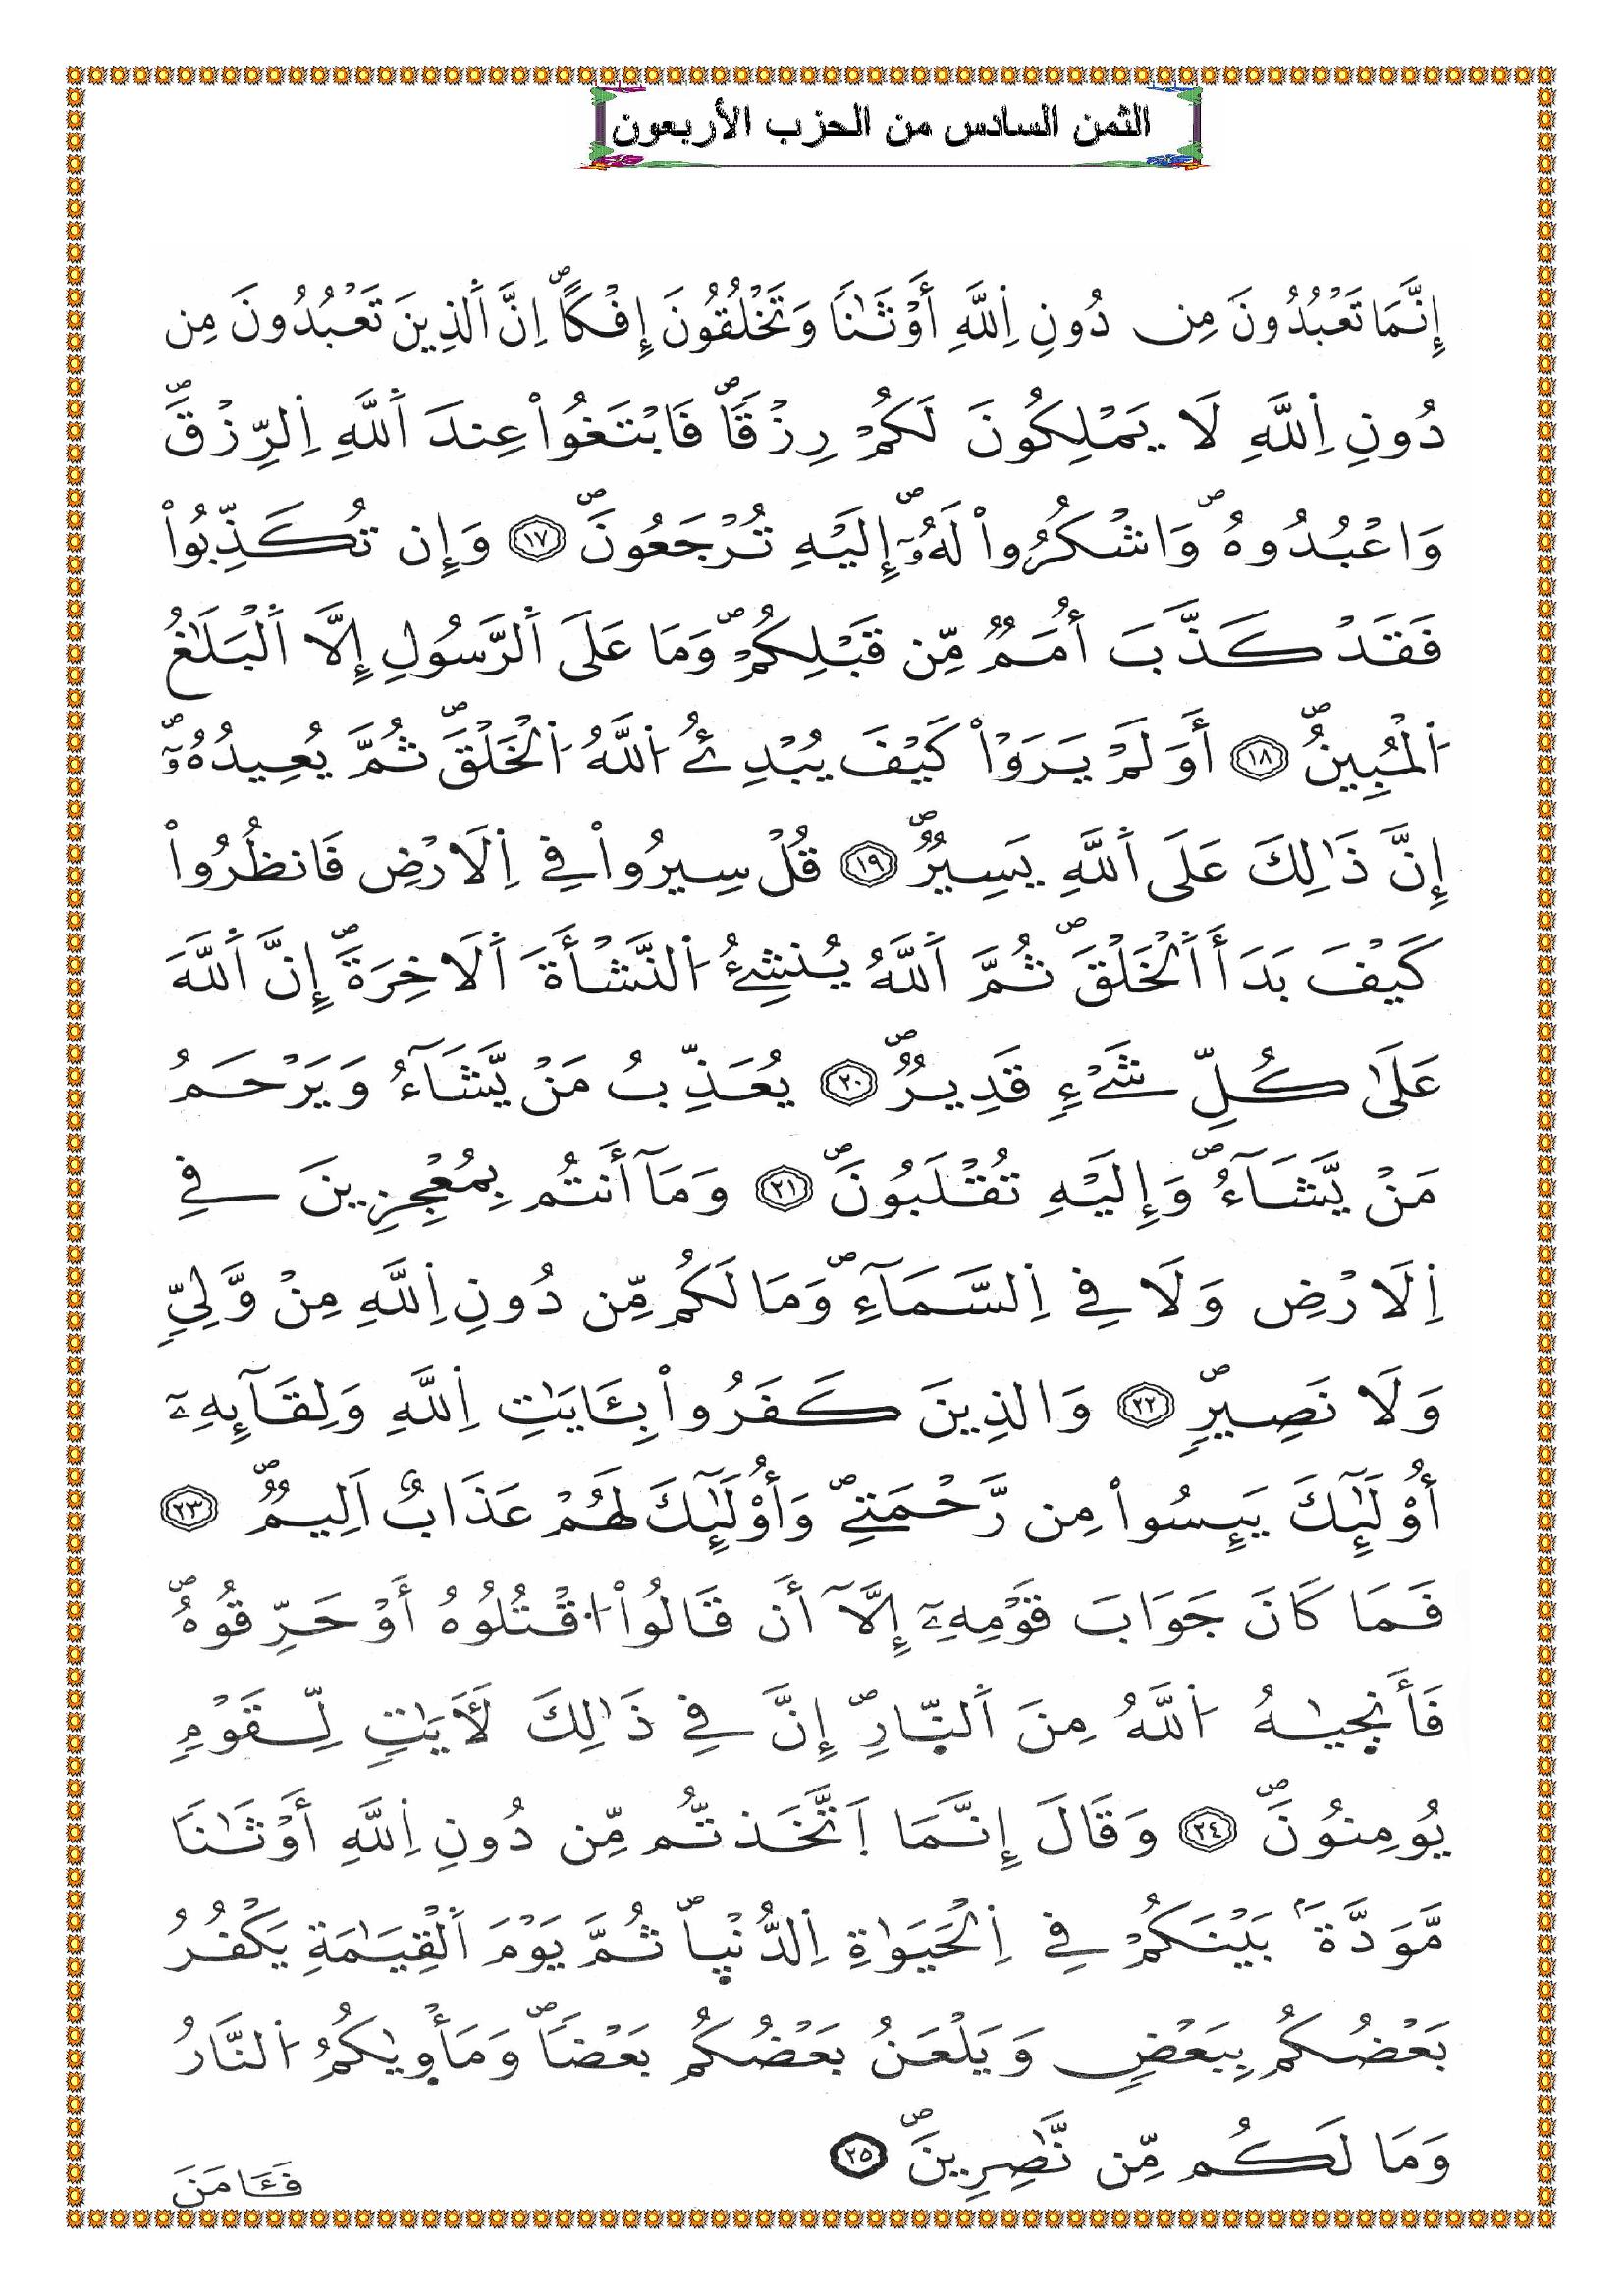 الثمن السادس من الحزب الأربعون
إِنَّمَا تَعْبُدُونَ مِن دُونِ اِللَّهِ أَوْثَٰناٗ وَتَخْلُقُونَ إِفْكاًۖ اِنَّ اَلذِينَ تَعْبُدُونَ مِن
دُونِ اِللَّهِ لَا يَمْلِكُونَ لَكُمْ رِزْقاٗۖ فَابْتَغُواْ عِندَ اَللَّهِ اِلرِّزْقَۖ
وَاعْبُدُوهُۖ وَاشْكُرُواْ لَهُۥٓۖ إِلَيْهِ تُرْجَعُونَۖ ١٧ وَإِن تُكَذِّبُواْ
فَقَدْ كَذَّبَ أُمَمٞ مِّن قَبْلِكُمْۖ وَمَا عَلَى اَلرَّسُولِ إِلَّا اَلْبَلَٰغُ
اُلْمُبِينُۖ ١٨ أَوَلَمْ يَرَوْاْ كَيْفَ يُبْدِئُ اُللَّهُ اُلْخَلْقَۖ ثُمَّ يُعِيدُهُۥٓۖ
إِنَّ ذَٰلِكَ عَلَى اَللَّهِ يَسِيرٞۖ ١٩ قُلْ سِيرُواْ فِي اِلَارْضِ فَانظُرُواْ
كَيْفَ بَدَأَ اَلْخَلْقَۖ ثُمَّ اَللَّهُ يُنشِئُ اُلنَّشْأَةَ اَلَاخِرَةَۖ إِنَّ اَللَّهَ
عَلَىٰ كُلِّ شَےْءٖ قَدِيرٞۖ ٢٠ يُعَذِّبُ مَنْ يَّشَآءُ وَيَرْحَمُ
مَنْ يَّشَآءُۖ وَإِلَيْهِ تُقْلَبُونَۖ ٢١ وَمَآ أَنتُم بِمُعْجِزِينَ فِي
اِلَارْضِ وَلَا فِي اِلسَّمَآءِۖ وَمَا لَكُم مِّن دُونِ اِللَّهِ مِنْ وَّلِيّٖ
وَلَا نَصِيرٖۖ ٢٢ وَالذِينَ كَفَرُواْ بِـَٔايَٰتِ اِللَّهِ وَلِقَآئِهِۦٓ
أُوْلَٰٓئِكَ يَئِسُواْ مِن رَّحْمَتِےۖ وَأُوْلَٰٓئِكَ لَهُمْ عَذَابٌ اَلِيمٞۖ ٢٣
فَمَا كَانَ جَوَابَ قَوْمِهِۦٓ إِلَّآ أَن قَالُواْ اُقْتُلُوهُ أَوْ حَرِّقُوهُۖ
فَأَنجۭيٰهُ اُللَّهُ مِنَ اَلنّۭارِۖ إِنَّ فِي ذَٰلِكَ لَأٓيَٰتٖ لِّقَوْمٖ
يُومِنُونَۖ ٢٤ وَقَالَ إِنَّمَا اَتَّخَذتُّم مِّن دُونِ اِللَّهِ أَوْثَٰناٗ
مَّوَدَّةَٗ بَيْنَكُمْ فِي اِلْحَيَوٰةِ اِلدُّنْيۭاۖ ثُمَّ يَوْمَ اَلْقِيَٰمَةِ يَكْفُرُ
بَعْضُكُم بِبَعْضٖ وَيَلْعَنُ بَعْضُكُم بَعْضاٗۖ وَمَأْوۭيٰكُمُ اُلنَّارُ
وَمَا لَكُم مِّن نَّٰصِرِينَۖ ٢٥
فَـَٔامَنَ